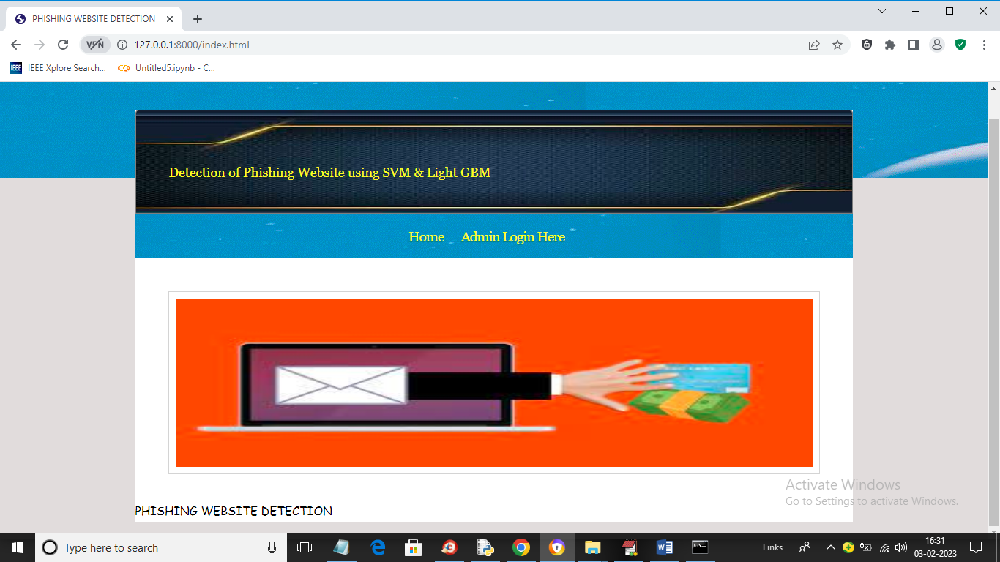 PHISHING WEBSITE DETECTION
VPN
127.0.0.1:8000/index.html
IEEE
IEEE Xplore Search...
Untitled5.ipynb - C...
Detection of Phishing Website using SVM & Light GBM
Home
Admin Login Here
PHISHING WEBSITE DETECTION
Activate Windows
Go to Settings to activate Windows.
Type here to search
Links
16:31
03-02-2023